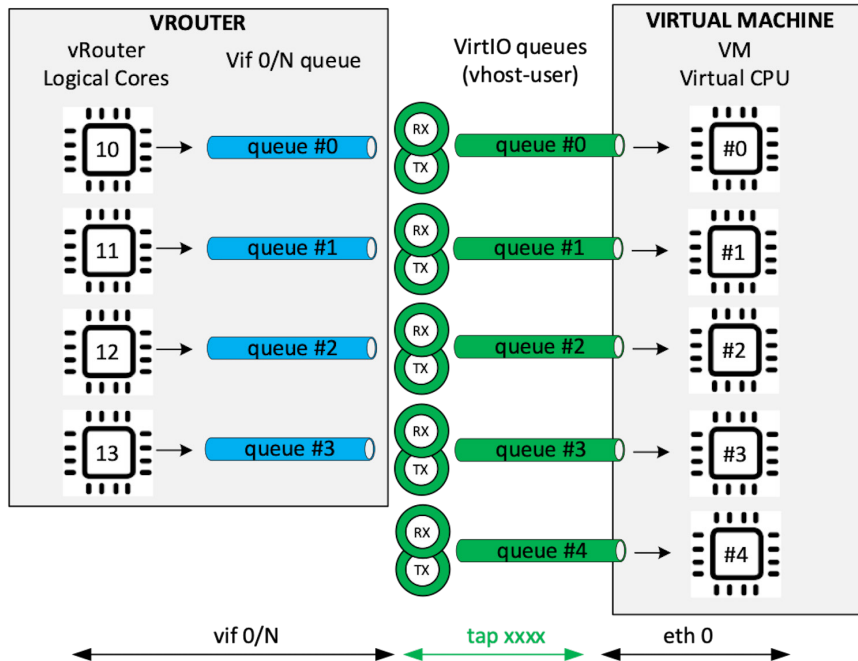 VROUTER
VIRTUAL MACHINE
vRouter
Logical Cores
Vif 0/N queue
VirtIO queues
(vhost-user)
VM
Virtual CPU
10
queue #0
RX
TX
queue #0
#0
11
queue #1
RX
TX
queue #1
#1
12
queue #2
RX
TX
queue #2
#2
13
queue #3
RX
TX
queue #3
#3
RX
TX
queue #4
#4
vif 0/N
tap xxxx
eth 0